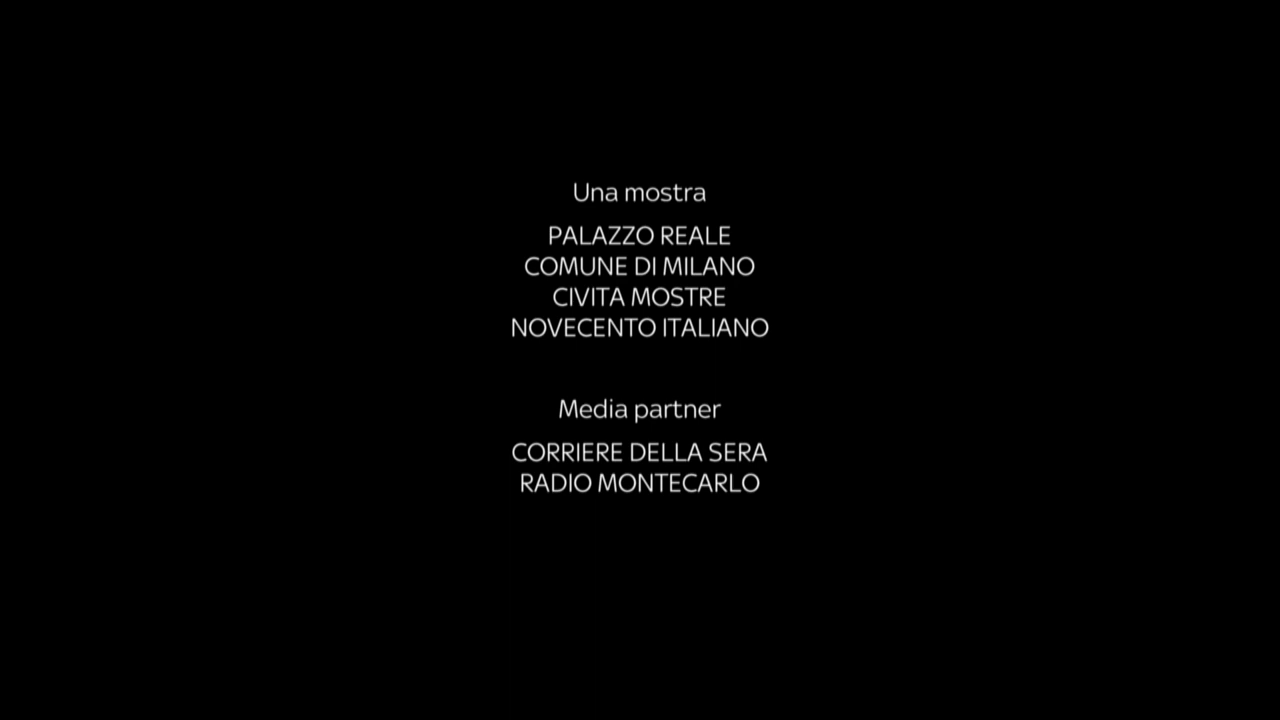 Una mostra
PALAZZO REALE
COMUNE DI MILANO
CIVITA MOSTRE
NOVECENTO ITALIANO
Media partner
CORRIERE DELLA SERA
RADIO MONTECARLO